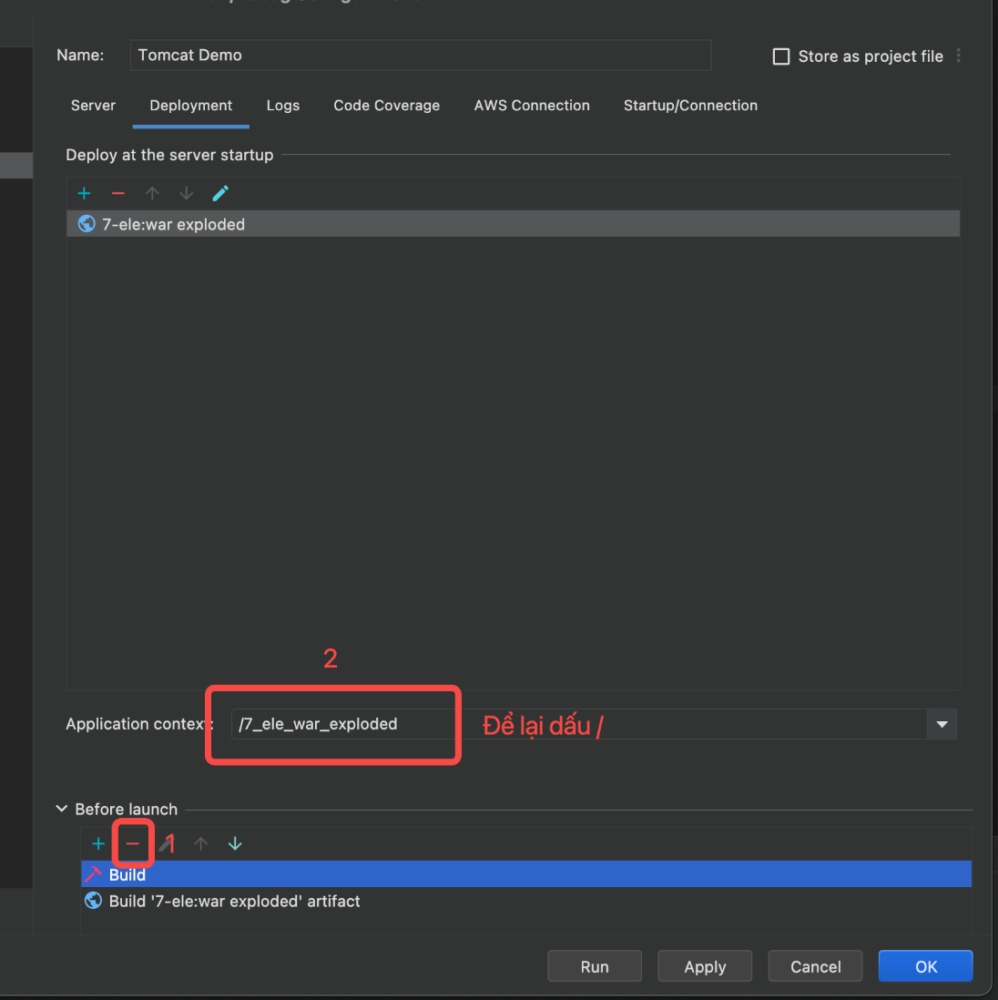 Name:
Tomcat Demo
Store as project file
Server
Deployment
Logs
Code Coverage
AWS Connection
Startup/Connection
Deploy at the server startup
7-ele:war exploded
2
Application context:
/7_ele_war_exploded
Để lại dấu /
Before launch
1
Build
Build '7-ele:war exploded' artifact
Run
Apply
Cancel
OK